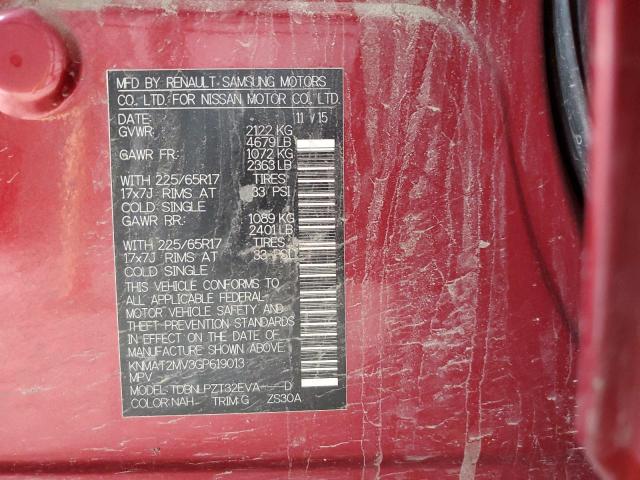 MFD BY RENAULT-SAMSUNG MOTORS
CO. LTD. FOR NISSAN MOTOR CO. LTD.
DATE: 11 / 15
GVWR: 2122 KG
4679 LB
GAWR FR: 1072 KG
2363 LB
WITH 225/65R17 TIRES
17x7J RIMS AT 33 PSI
COLD SINGLE
GAWR RR: 1089 KG
2401 LB
WITH 225/65R17 TIRES
17x7J RIMS AT 33 PSI
COLD SINGLE
THIS VEHICLE CONFORMS TO
ALL APPLICABLE FEDERAL
MOTOR VEHICLE SAFETY AND
THEFT PREVENTION STANDARDS
IN EFFECT ON THE DATE OF
MANUFACTURE SHOWN ABOVE.
KNMAT2MV3GP619013
MPV
MODEL: TDBNLPZT32EVA----D
COLOR:NAH TRIM:G ZS30A